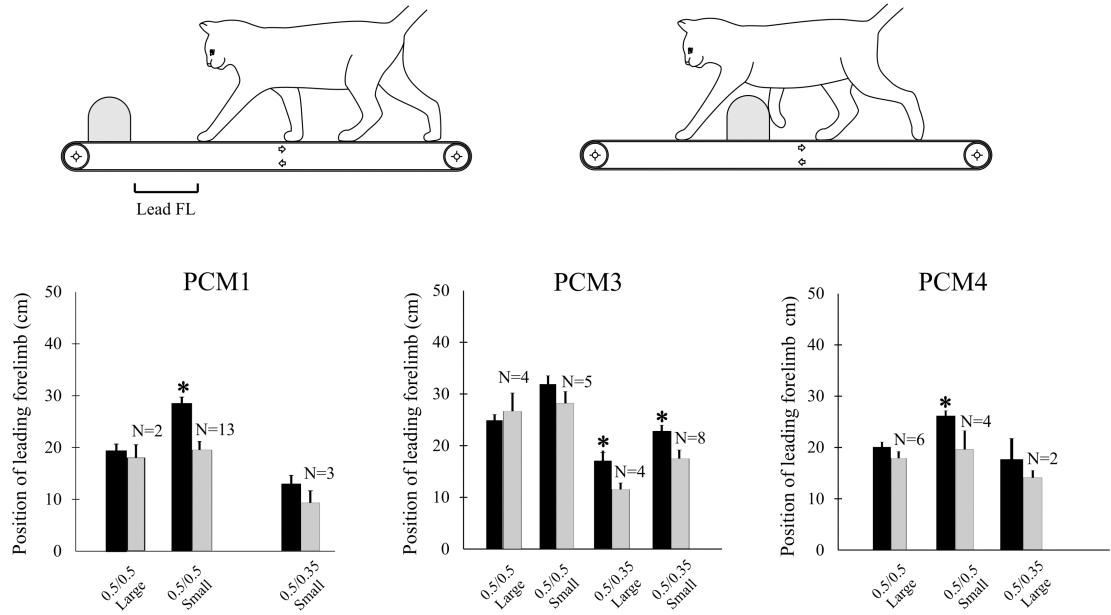 Lead FL
PCM1
Position of leading forelimb (cm)
50
40
30
20
10
0
*
N=2
N=13
N=3
0.5/0.5
Large
0.5/0.5
Small
0.5/0.35
Small
PCM3
Position of leading forelimb (cm)
50
40
30
20
10
0
N=4
N=5
*
N=4
*
N=8
0.5/0.5
Large
0.5/0.5
Small
0.5/0.35
Large
0.5/0.35
Small
PCM4
Position of leading forelimb cm)
50
40
30
20
10
0
N=6
*
N=4
N=2
0.5/0.5
Large
0.5/0.5
Small
0.5/0.35
Large